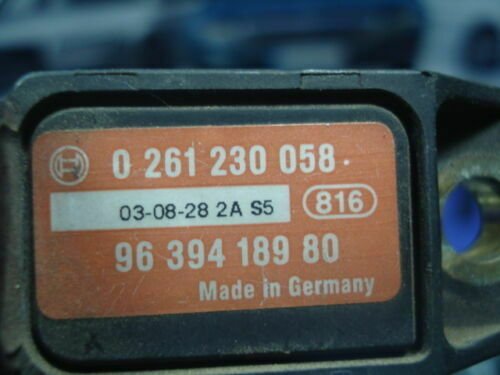 0 261 230 058.
03-08-28 2A S5 816
96 394 189 80
Made in Germany